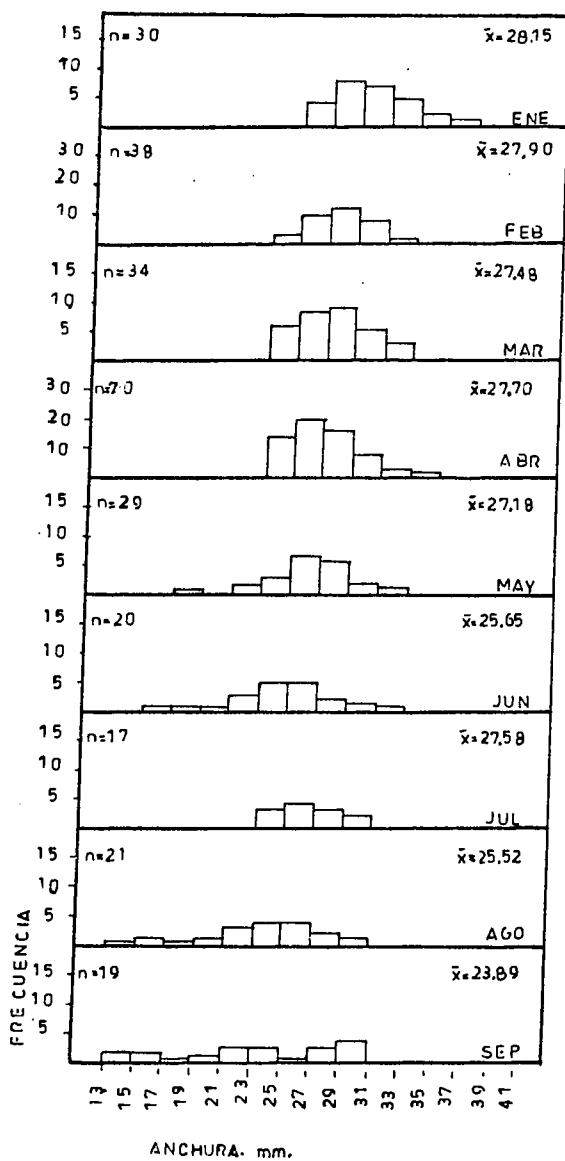 n=30 x̄=28,15
15
10
5
ENE
n=38 x̄=27,90
30
20
10
FEB
n=34 x̄=27,48
15
10
5
MAR
n=70 x̄=27,70
30
20
10
ABR
n=29 x̄=27,18
15
10
5
MAY
n=20 x̄=25,65
15
10
5
JUN
n=17 x̄=27,58
15
10
5
JUL
n=21 x̄=25,52
15
10
5
AGO
n=19 x̄=23,89
15
10
5
SEP
FRECUENCIA
13 15 17 19 21 23 25 27 29 31 33 35 37 39 41
ANCHURA. mm.